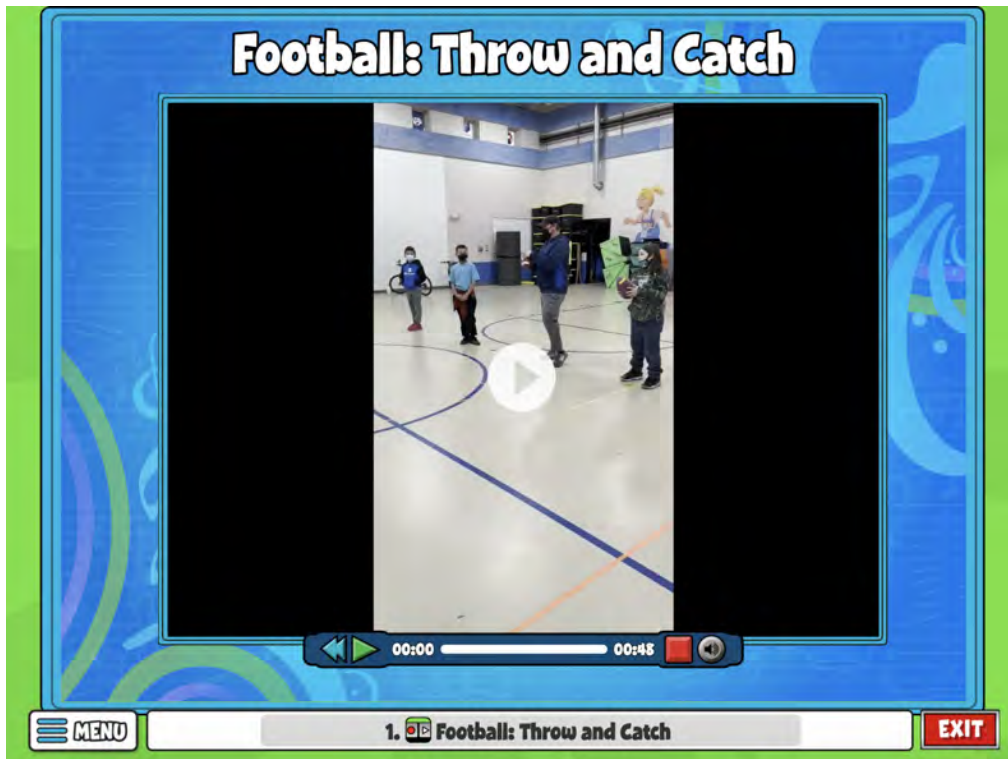 Football: Throw and Catch
00:00
00:48
MENU
1. Football: Throw and Catch
EXIT